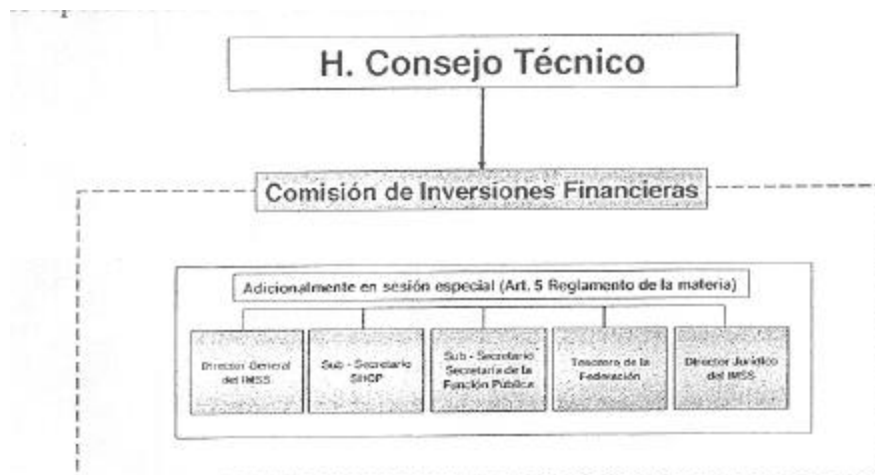 H. Consejo Técnico
Comisión de Inversiones Financieras
Adicionalmente en sesión especial (Art. 5 Reglamento de la materia)
Director General
del IMSS
Sub - Secretario
SHCP
Sub - Secretario
Secretaría de la
Función Pública
Tesorero de la
Federación
Director Jurídico
del IMSS